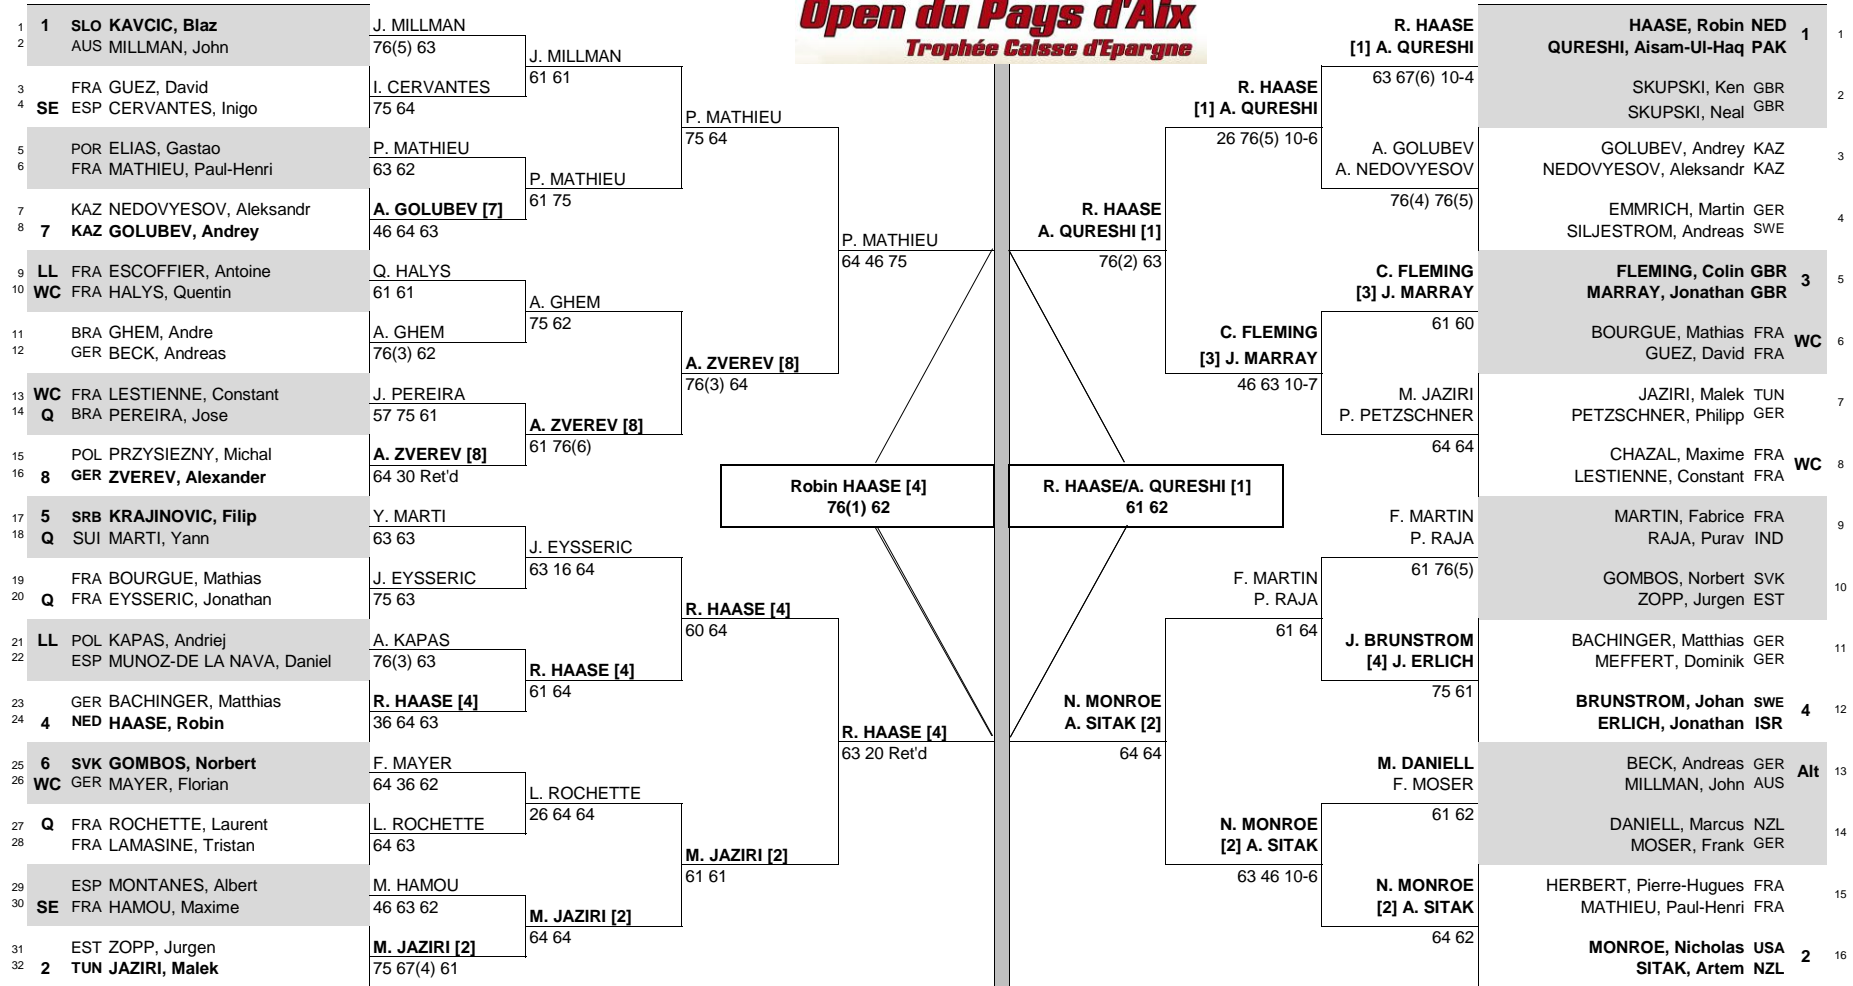 Open du Pays d'Aix
Trophée Caisse d'Epargne
1 1 SLO KAVCIC, Blaz
2 AUS MILLMAN, John
3 FRA GUEZ, David
4 SE ESP CERVANTES, Inigo
5 POR ELIAS, Gastao
6 FRA MATHIEU, Paul-Henri
7 KAZ NEDOVYESOV, Aleksandr
8 7 KAZ GOLUBEV, Andrey
9 LL FRA ESCOFFIER, Antoine
10 WC FRA HALYS, Quentin
11 BRA GHEM, Andre
12 GER BECK, Andreas
13 WC FRA LESTIENNE, Constant
14 Q BRA PEREIRA, Jose
15 POL PRZYSIEZNY, Michal
16 8 GER ZVEREV, Alexander
17 5 SRB KRAJINOVIC, Filip
18 Q SUI MARTI, Yann
19 FRA BOURGUE, Mathias
20 Q FRA EYSSERIC, Jonathan
21 LL POL KAPAS, Andriej
22 ESP MUNOZ-DE LA NAVA, Daniel
23 GER BACHINGER, Matthias
24 4 NED HAASE, Robin
25 6 SVK GOMBOS, Norbert
26 WC GER MAYER, Florian
27 Q FRA ROCHETTE, Laurent
28 FRA LAMASINE, Tristan
29 ESP MONTANES, Albert
30 SE FRA HAMOU, Maxime
31 EST ZOPP, Jurgen
32 2 TUN JAZIRI, Malek
J. MILLMAN
76(5) 63
I. CERVANTES
75 64
P. MATHIEU
63 62
A. GOLUBEV [7]
46 64 63
Q. HALYS
61 61
A. GHEM
76(3) 62
J. PEREIRA
57 75 61
A. ZVEREV [8]
64 30 Ret'd
Y. MARTI
63 63
J. EYSSERIC
75 63
A. KAPAS
76(3) 63
R. HAASE [4]
36 64 63
F. MAYER
64 36 62
L. ROCHETTE
64 63
M. HAMOU
46 63 62
M. JAZIRI [2]
75 67(4) 61
J. MILLMAN
61 61
P. MATHIEU
61 75
A. GHEM
75 62
A. ZVEREV [8]
61 76(6)
J. EYSSERIC
63 16 64
R. HAASE [4]
61 64
L. ROCHETTE
26 64 64
M. JAZIRI [2]
64 64
P. MATHIEU
75 64
A. ZVEREV [8]
76(3) 64
R. HAASE [4]
60 64
M. JAZIRI [2]
61 61
P. MATHIEU
64 46 75
R. HAASE [4]
63 20 Ret'd
Robin HAASE [4]
76(1) 62
R. HAASE/A. QURESHI [1]
61 62
R. HAASE
A. QURESHI [1]
76(2) 63
N. MONROE
A. SITAK [2]
64 64
R. HAASE
[1] A. QURESHI
26 76(5) 10-6
C. FLEMING
[3] J. MARRAY
46 63 10-7
F. MARTIN
P. RAJA
61 64
N. MONROE
[2] A. SITAK
63 46 10-6
R. HAASE
[1] A. QURESHI
63 67(6) 10-4
A. GOLUBEV
A. NEDOVYESOV
76(4) 76(5)
C. FLEMING
[3] J. MARRAY
61 60
M. JAZIRI
P. PETZSCHNER
64 64
F. MARTIN
P. RAJA
61 76(5)
J. BRUNSTROM
[4] J. ERLICH
75 61
M. DANIELL
F. MOSER
61 62
N. MONROE
[2] A. SITAK
64 62
HAASE, Robin NED
QURESHI, Aisam-Ul-Haq PAK
1 1
SKUPSKI, Ken GBR
SKUPSKI, Neal GBR
2
GOLUBEV, Andrey KAZ
NEDOVYESOV, Aleksandr KAZ
3
EMMRICH, Martin GER
SILJESTROM, Andreas SWE
4
FLEMING, Colin GBR
MARRAY, Jonathan GBR
3 5
BOURGUE, Mathias FRA
GUEZ, David FRA
WC 6
JAZIRI, Malek TUN
PETZSCHNER, Philipp GER
7
CHAZAL, Maxime FRA
LESTIENNE, Constant FRA
WC 8
MARTIN, Fabrice FRA
RAJA, Purav IND
9
GOMBOS, Norbert SVK
ZOPP, Jurgen EST
10
BACHINGER, Matthias GER
MEFFERT, Dominik GER
11
BRUNSTROM, Johan SWE
ERLICH, Jonathan ISR
4 12
BECK, Andreas GER
MILLMAN, John AUS
Alt 13
DANIELL, Marcus NZL
MOSER, Frank GER
14
HERBERT, Pierre-Hugues FRA
MATHIEU, Paul-Henri FRA
15
MONROE, Nicholas USA
SITAK, Artem NZL
2 16